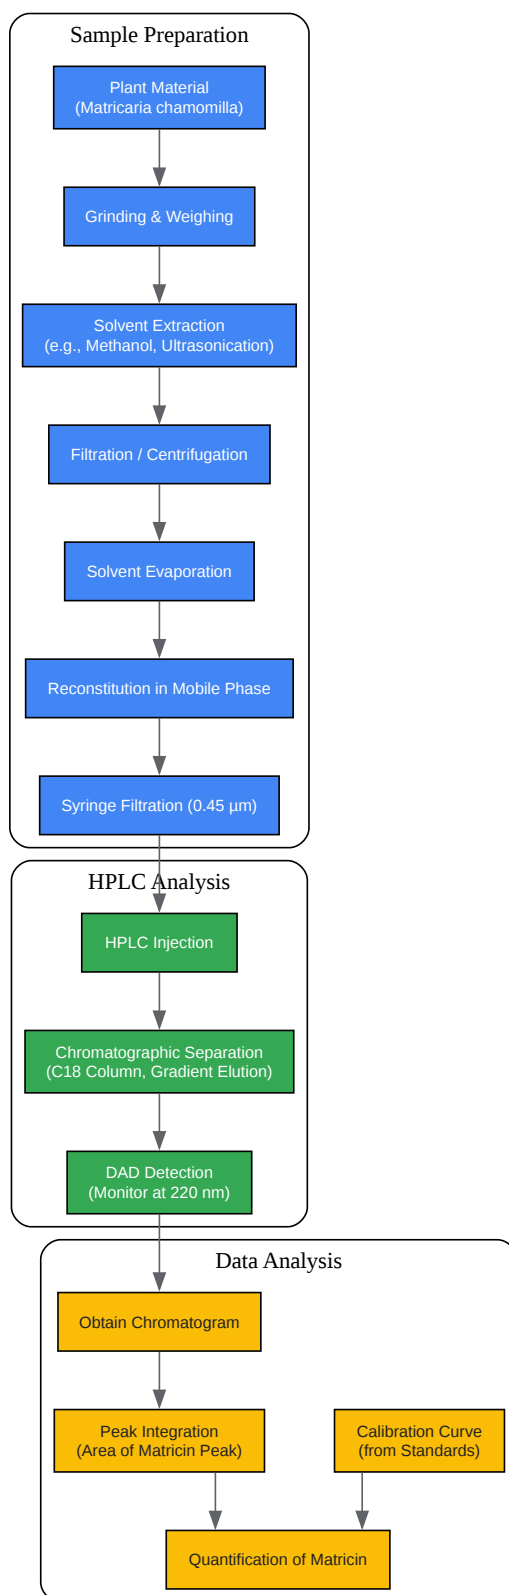 Sample Preparation
Plant Material
(Matricaria chamomilla)
Grinding & Weighing
Solvent Extraction
(e.g., Methanol, Ultrasonication)
Filtration / Centrifugation
Solvent Evaporation
Reconstitution in Mobile Phase
Syringe Filtration (0.45 µm)
HPLC Analysis
HPLC Injection
Chromatographic Separation
(C18 Column, Gradient Elution)
DAD Detection
(Monitor at 220 nm)
Data Analysis
Obtain Chromatogram
Peak Integration
(Area of Matricin Peak)
Calibration Curve
(from Standards)
Quantification of Matricin